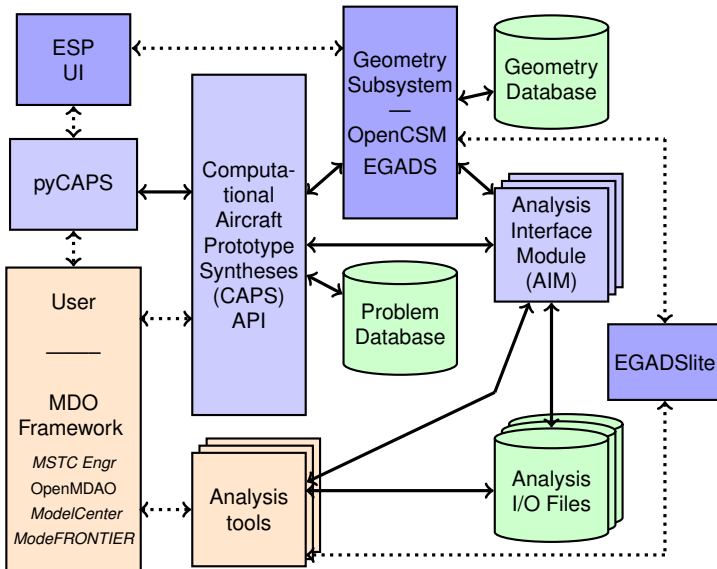 ESP
UI
pyCAPS
User
MDO
Framework
MSTC Engr
OpenMDAO
ModelCenter
ModeFRONTIER
Computa-
tional
Aircraft
Prototype
Syntheses
(CAPS)
API
Geometry
Subsystem
—
OpenCSM
EGADS
Geometry
Database
Analysis
Interface
Module
(AIM)
Problem
Database
EGADSlite
Analysis
tools
Analysis
I/O Files